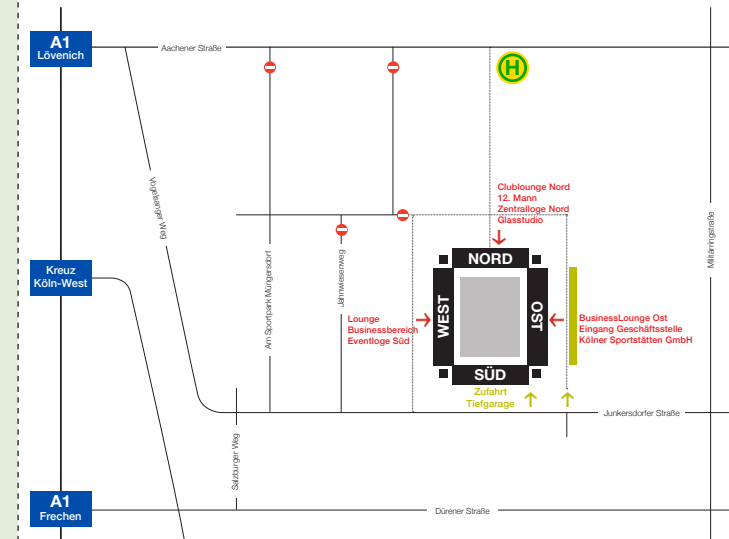 A1
Lövenich
Aachener Straße
H
Vogelsanger Weg
Militärringstraße
Clublounge Nord
12. Mann
Zentralloge Nord
Glasstudio
Kreuz
Köln-West
Am Sportpark Müngersdorf
Jahnwiesenweg
NORD
WEST
OST
SÜD
Lounge
Businessbereich
Eventloge Süd
BusinessLounge Ost
Eingang Geschäftsstelle
Kölner Sportstätten GmbH
Zufahrt
Tiefgarage
Junkersdorfer Straße
Salzburger Weg
A1
Frechen
Dürener Straße